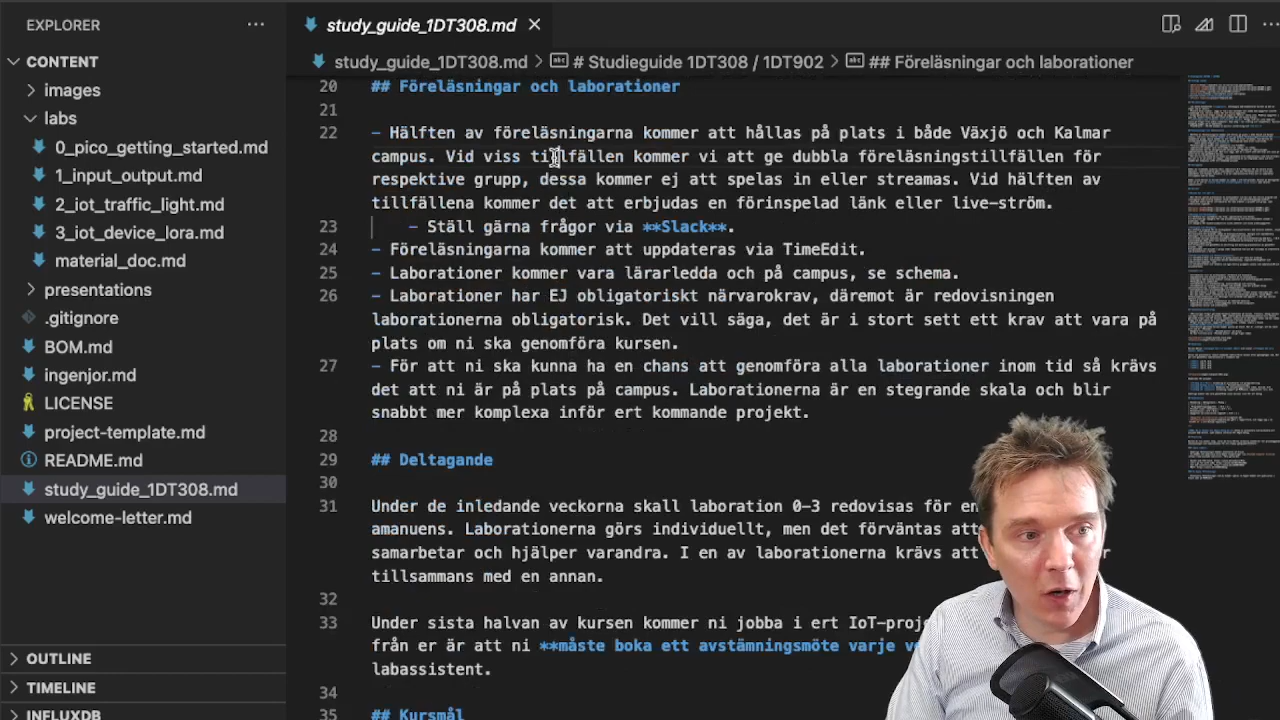 EXPLORER
CONTENT
images
labs
0_pico_getting_started.md
1_input_output.md
2_iot_traffic_light.md
3_iot_device_lora.md
material_doc.md
presentations
.gitignore
BOM.md
ingenjor.md
LICENSE
project-template.md
README.md
study_guide_1DT308.md
welcome-letter.md
OUTLINE
TIMELINE
INFLUXDB
study_guide_1DT308.md
study_guide_1DT308.md > # Studieguide 1DT308 / 1DT902 > ## Föreläsningar och laborationer
20 ## Föreläsningar och laborationer
21
22 - Hälften av föreläsningarna kommer att hållas på plats i både Växjö och Kalmar
campus. Vid viss tillfällen kommer vi att ge dubbla föreläsningstillfällen för
respektive grupp, dessa kommer ej att spelas in eller streamas. Vid hälften av
tillfällena kommer det att erbjudas en förinspelad länk eller live-ström.
23 - Ställ gärna frågor via **Slack**.
24 - Föreläsningar kommer att uppdateras via TimeEdit.
25 - Laborationer kommer vara lärarledda och på campus, se schema.
26 - Laborationer har EJ obligatoriskt närvarokrav, däremot är redovisningen
laborationerna obligatorisk. Det vill säga, det är i stort sett ett krav att vara på
plats om ni ska genomföra kursen.
27 - För att ni ska kunna ha en chans att genomföra alla laborationer inom tid så krävs
det att ni är på plats på campus. Laborationerna är en stegrande skala och blir
snabbt mer komplexa inför ert kommande projekt.
28
29 ## Deltagande
30
31 Under de inledande veckorna skall laboration 0-3 redovisas för en
amanuens. Laborationerna görs individuellt, men det förväntas att
samarbetar och hjälper varandra. I en av laborationerna krävs att
tillsammans med en annan.
32
33 Under sista halvan av kursen kommer ni jobba i ert
från er är att ni **måste boka ett avstämningsmöte varje
labassistent.
34
35 ## Kursmål